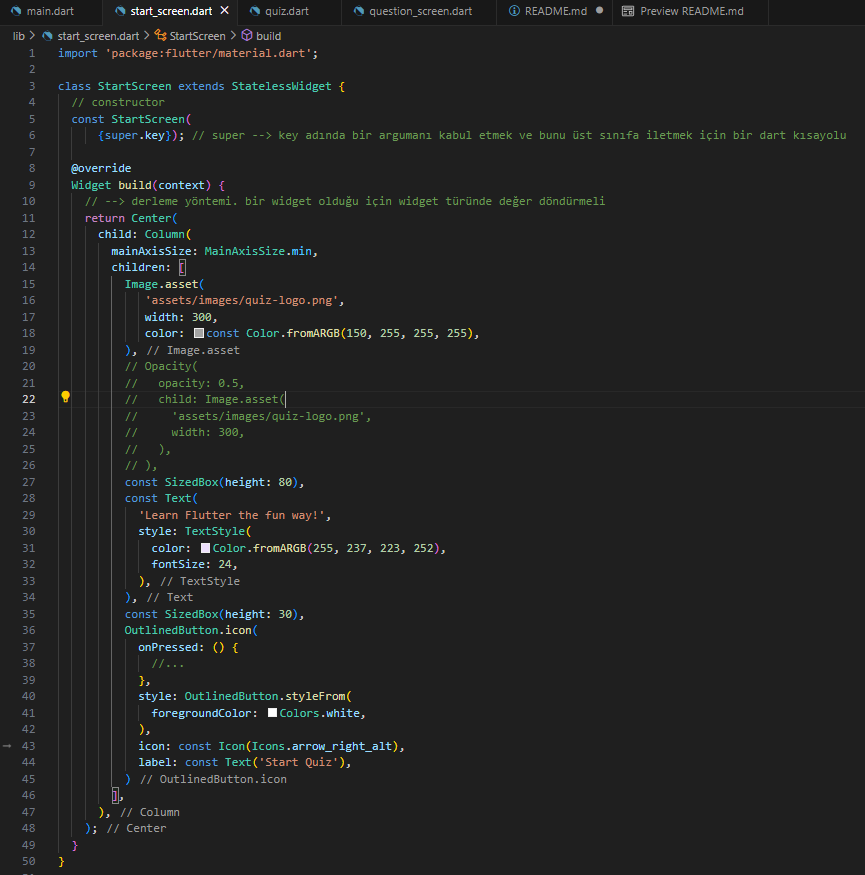 main.dart start_screen.dart quiz.dart question_screen.dart README.md Preview README.md
lib > start_screen.dart > StartScreen > build
1 import 'package:flutter/material.dart';
2
3 class StartScreen extends StatelessWidget {
4 // constructor
5 const StartScreen(
6 {super.key}); // super --> key adında bir argumanı kabul etmek ve bunu üst sınıfa iletmek için bir dart kısayolu
7
8 @override
9 Widget build(context) {
10 // --> derleme yöntemi. bir widget olduğu için widget türünde değer döndürmeli
11 return Center(
12 child: Column(
13 mainAxisSize: MainAxisSize.min,
14 children: [
15 Image.asset(
16 'assets/images/quiz-logo.png',
17 width: 300,
18 color: const Color.fromARGB(150, 255, 255, 255),
19 ), // Image.asset
20 // Opacity(
21 //   opacity: 0.5,
22 //   child: Image.asset(
23 //     'assets/images/quiz-logo.png',
24 //     width: 300,
25 //   ),
26 // ),
27 const SizedBox(height: 80),
28 const Text(
29 'Learn Flutter the fun way!',
30 style: TextStyle(
31 color: Color.fromARGB(255, 237, 223, 252),
32 fontSize: 24,
33 ), // TextStyle
34 ), // Text
35 const SizedBox(height: 30),
36 OutlinedButton.icon(
37 onPressed: () {
38 //...
39 },
40 style: OutlinedButton.styleFrom(
41 foregroundColor: Colors.white,
42 ),
43 icon: const Icon(Icons.arrow_right_alt),
44 label: const Text('Start Quiz'),
45 ) // OutlinedButton.icon
46 ],
47 ), // Column
48 ); // Center
49 }
50 }